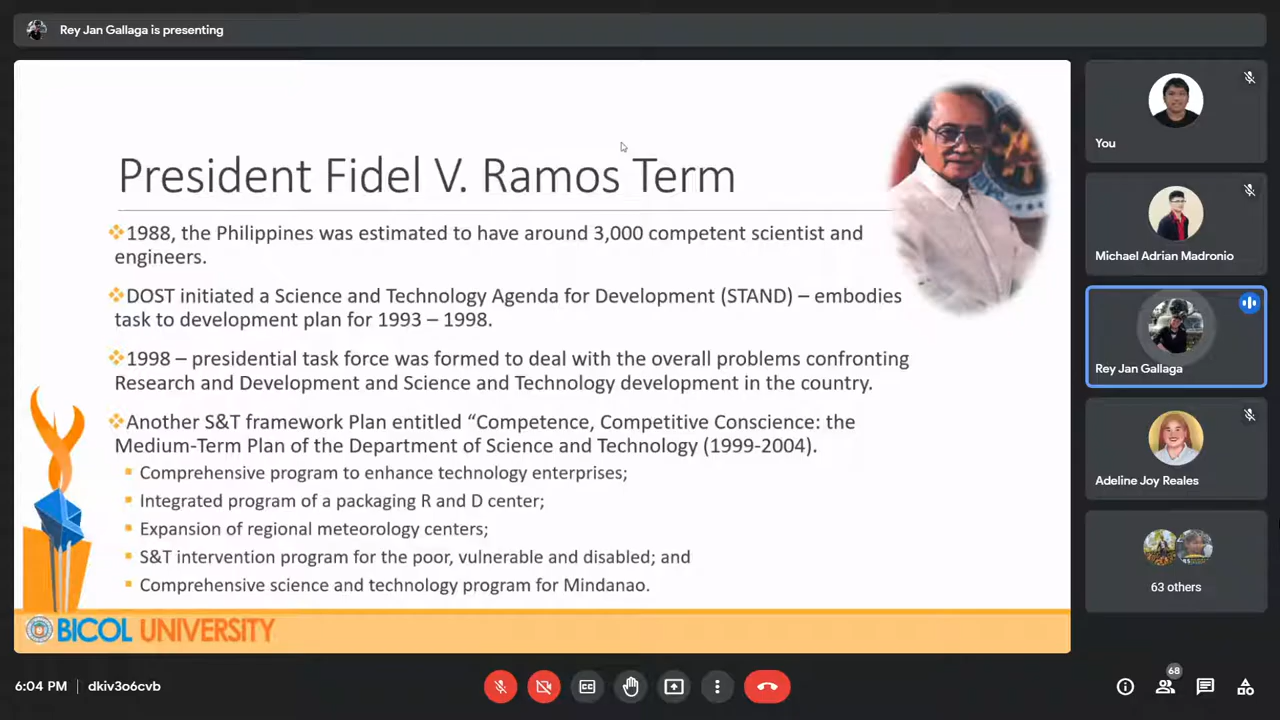 Rey Jan Gallaga is presenting
President Fidel V. Ramos Term
1988, the Philippines was estimated to have around 3,000 competent scientist and
engineers.
DOST initiated a Science and Technology Agenda for Development (STAND) – embodies
task to development plan for 1993 – 1998.
1998 – presidential task force was formed to deal with the overall problems confronting
Research and Development and Science and Technology development in the country.
Another S&T framework Plan entitled “Competence, Competitive Conscience: the
Medium-Term Plan of the Department of Science and Technology (1999-2004).
Comprehensive program to enhance technology enterprises;
Integrated program of a packaging R and D center;
Expansion of regional meteorology centers;
S&T intervention program for the poor, vulnerable and disabled; and
Comprehensive science and technology program for Mindanao.
BICOL UNIVERSITY
You
Michael Adrian Madronio
Rey Jan Gallaga
Adeline Joy Reales
63 others
6:04 PM | dkiv3o6cvb
CC
68